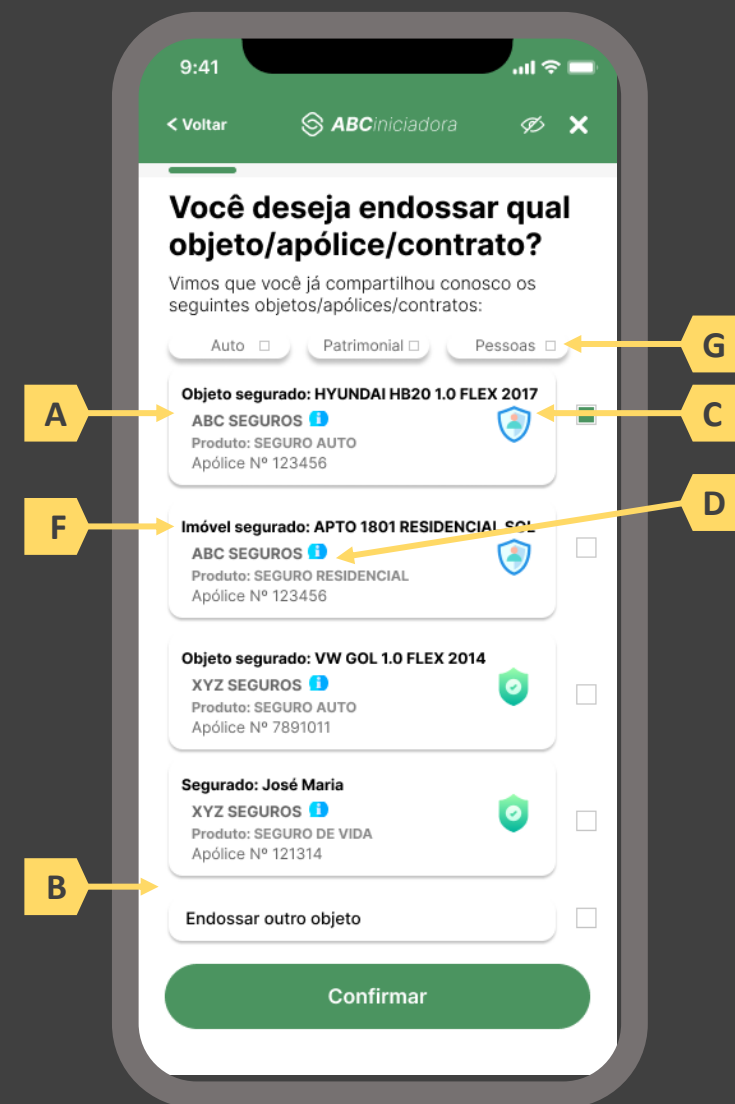 9:41
< Voltar
ABCiniciadora
Você deseja endossar qual
objeto/apólice/contrato?
Vimos que você já compartilhou conosco os
seguintes objetos/apólices/contratos:
Auto
Patrimonial
Pessoas
G
Objeto segurado: HYUNDAI HB20 1.0 FLEX 2017
A
ABC SEGUROS
C
Produto: SEGURO AUTO
Apólice Nº 123456
D
Imóvel segurado: APTO 1801 RESIDENCIAL SOL
F
ABC SEGUROS
Produto: SEGURO RESIDENCIAL
Apólice Nº 123456
Objeto segurado: VW GOL 1.0 FLEX 2014
XYZ SEGUROS
Produto: SEGURO AUTO
Apólice Nº 7891011
Segurado: José Maria
XYZ SEGUROS
Produto: SEGURO DE VIDA
Apólice Nº 121314
B
Endossar outro objeto
Confirmar